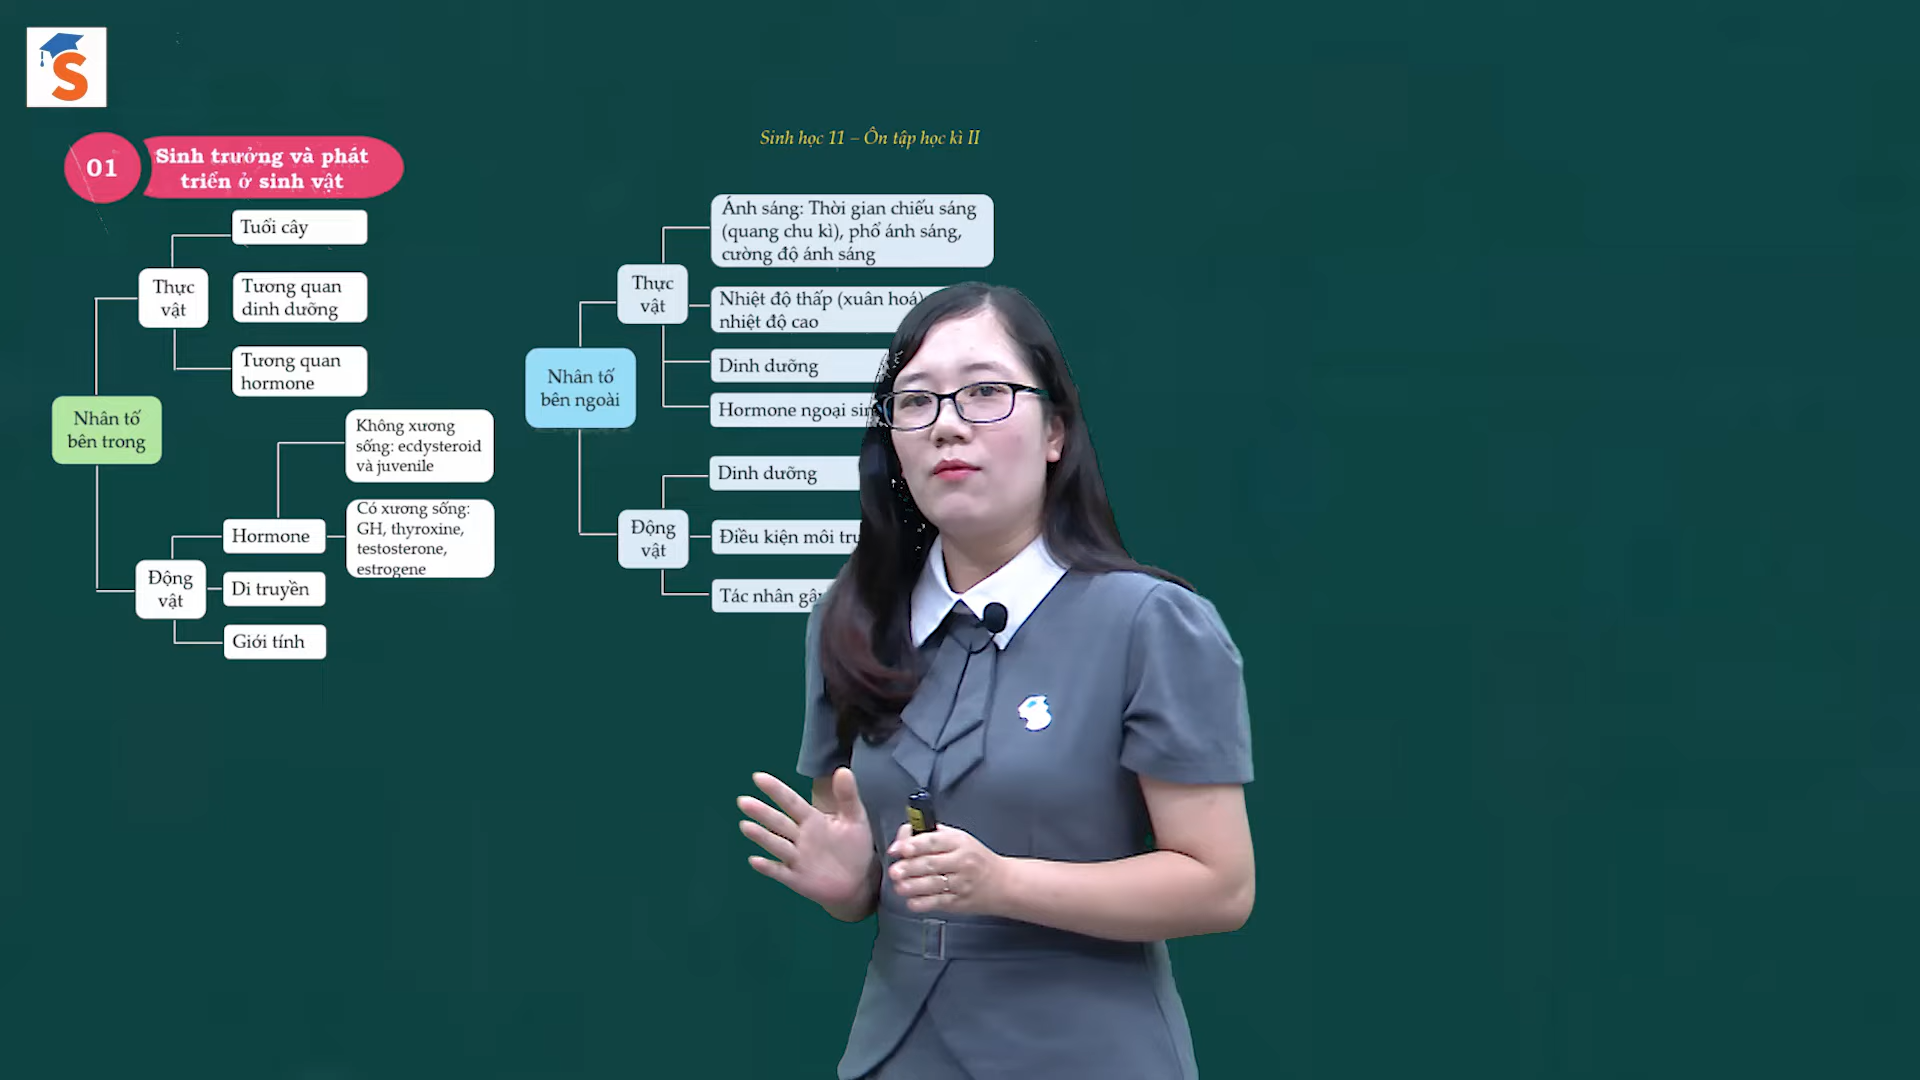 S
Sinh học 11 – Ôn tập học kì II
01
Sinh trưởng và phát
triển ở sinh vật
Nhân tố
bên trong
Thực
vật
Tuổi cây
Tương quan
dinh dưỡng
Tương quan
hormone
Động
vật
Hormone
Không xương
sống: ecdysteroid
và juvenile
Có xương sống:
GH, thyroxine,
testosterone,
estrogene
Di truyền
Giới tính
Nhân tố
bên ngoài
Thực
vật
Ánh sáng: Thời gian chiếu sáng
(quang chu kì), phổ ánh sáng,
cường độ ánh sáng
Nhiệt độ thấp (xuân hoá)
nhiệt độ cao
Dinh dưỡng
Hormone ngoại
Động
vật
Dinh dưỡng
Điều kiện môi
Tác nhân